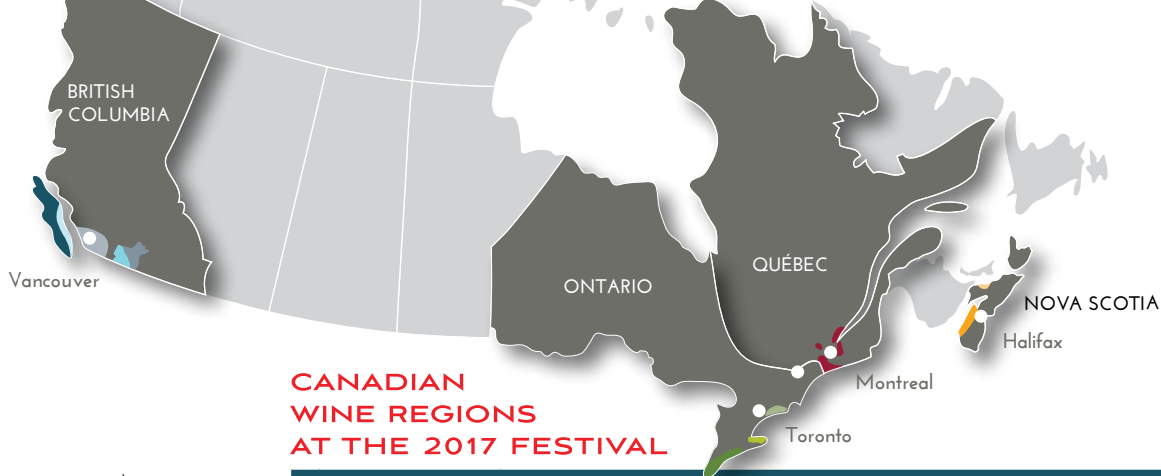 BRITISH
COLUMBIA
Vancouver
ONTARIO
QUÉBEC
NOVA SCOTIA
Halifax
Montreal
Toronto
CANADIAN
WINE REGIONS
AT THE 2017 FESTIVAL